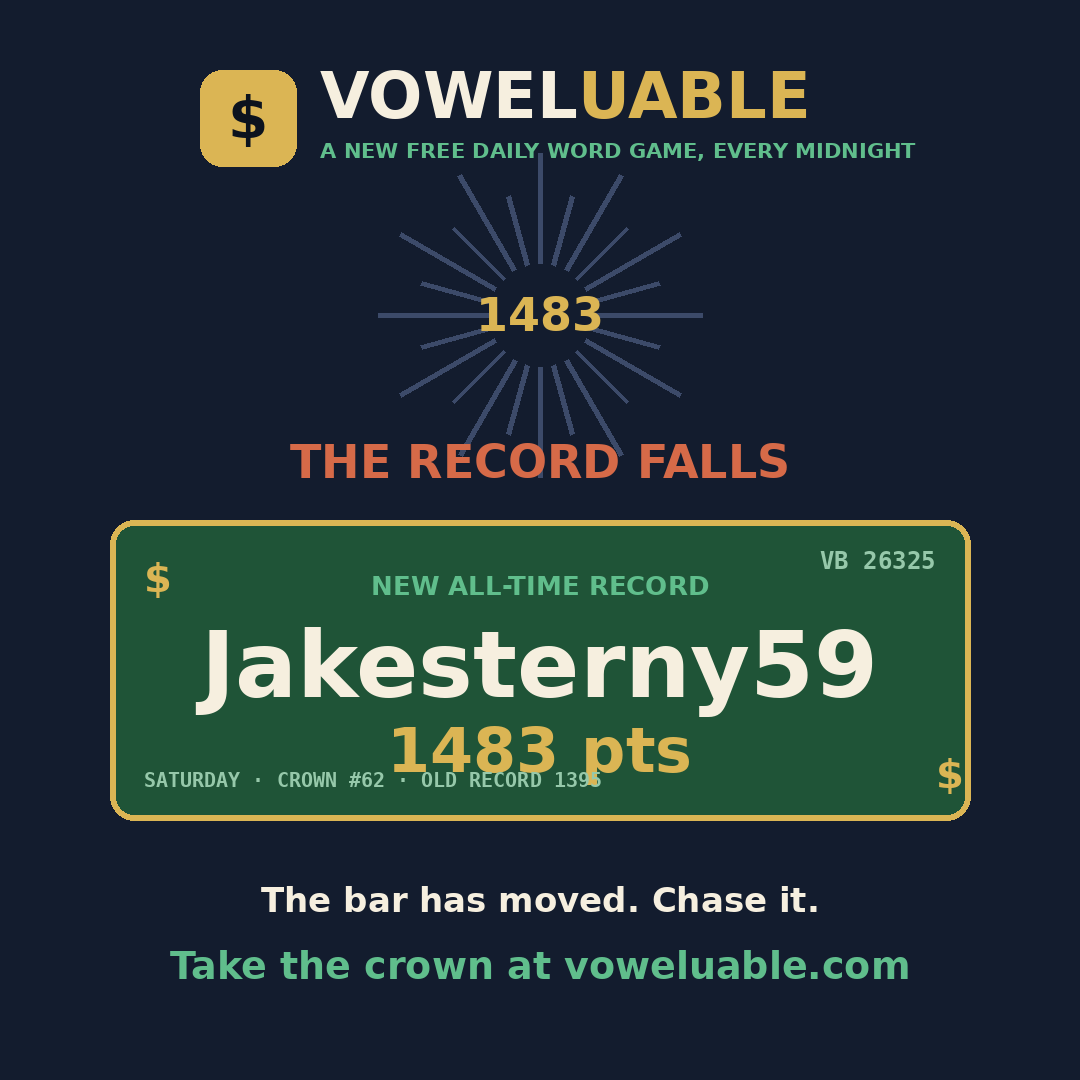 $ VOWELUABLE
A NEW FREE DAILY WORD GAME, EVERY MIDNIGHT
1483
THE RECORD FALLS
VB 26325
$
NEW ALL-TIME RECORD
Jakesterny59
1483 pts
SATURDAY · CROWN #62 · OLD RECORD 1395
$
The bar has moved. Chase it.
Take the crown at voweluable.com